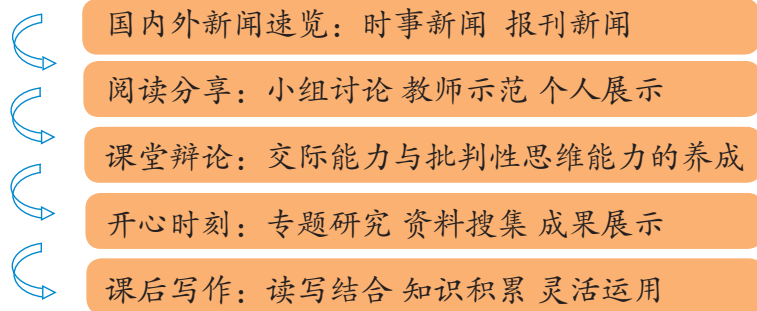 国内外新闻速览：时事新闻 报刊新闻
阅读分享：小组讨论 教师示范 个人展示
课堂辩论：交际能力与批判性思维能力的养成
开心时刻：专题研究 资料搜集 成果展示
课后写作：读写结合 知识积累 灵活运用